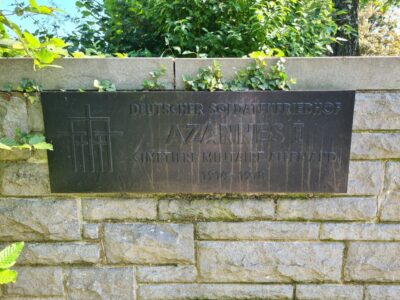 DEUTSCHER SOLDATENFRIEDHOF
AZANNES I
CIMETIERE MILITAIRE ALLEMAND
1914 - 1918